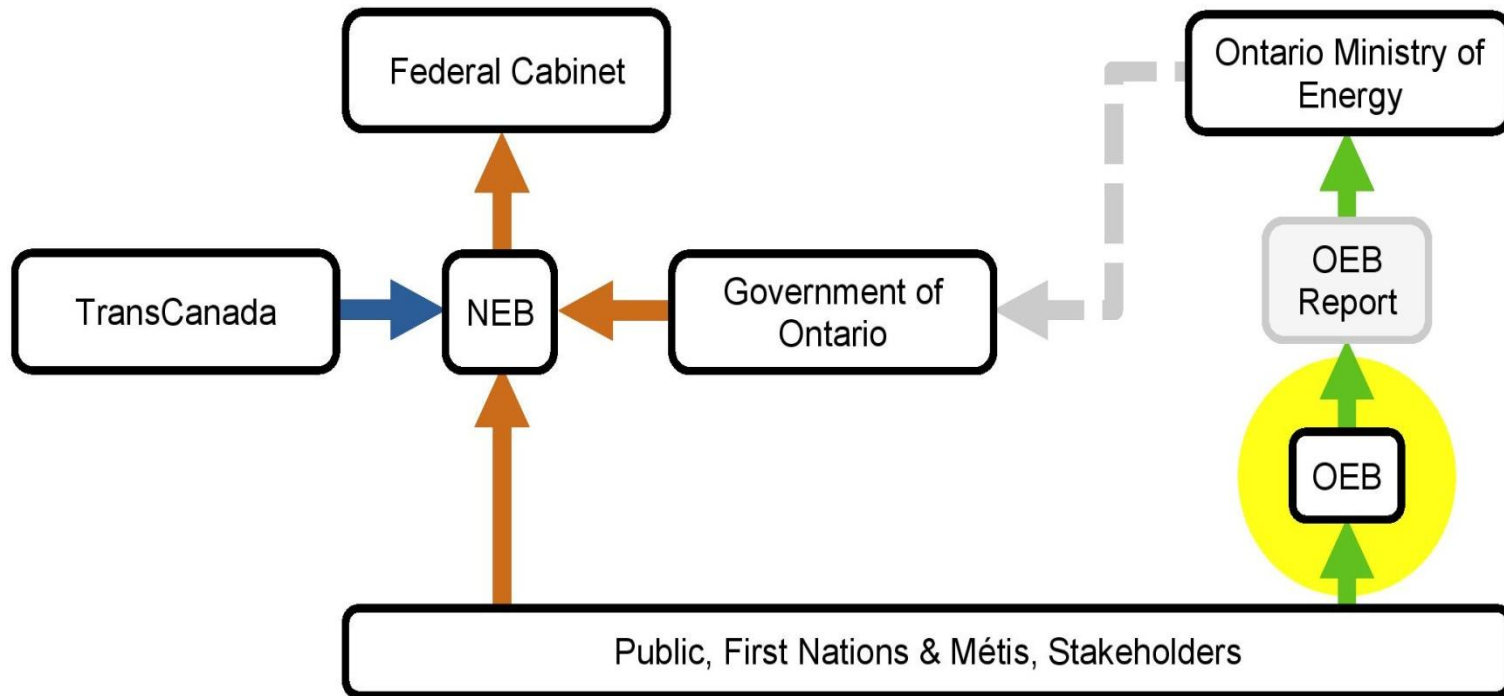 Federal Cabinet
Ontario Ministry of
Energy
TransCanada
NEB
Government of
Ontario
OEB
Report
OEB
Public, First Nations & Métis, Stakeholders